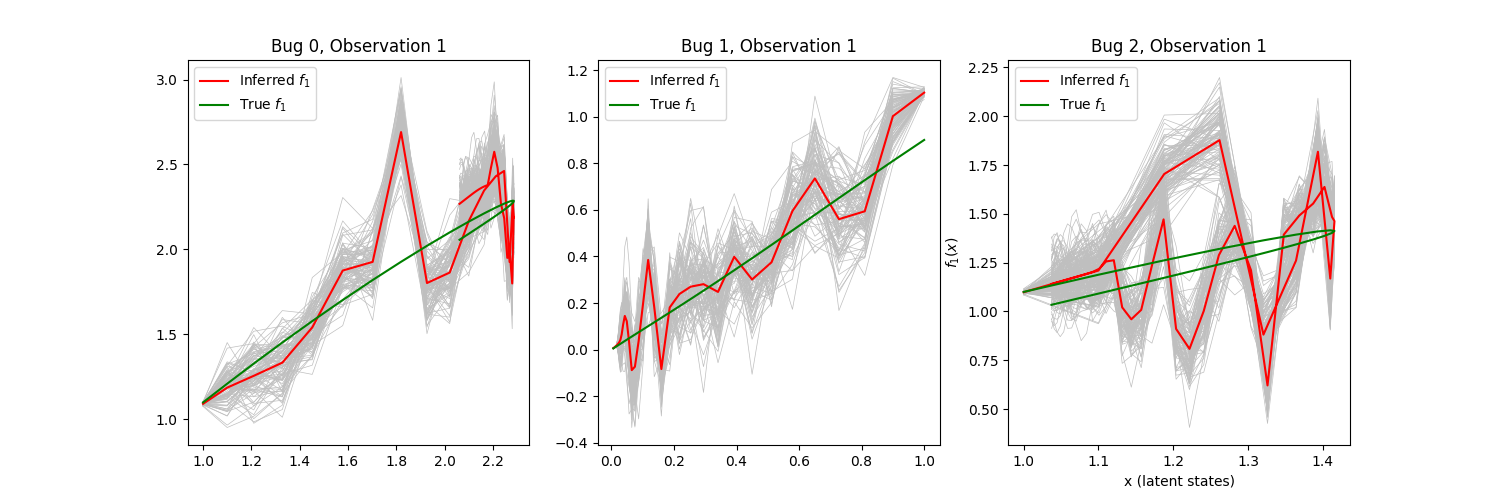 Bug 0, Observation 1
Inferred f₁
True f₁
3.0
2.5
2.0
1.5
1.0
1.0 1.2 1.4 1.6 1.8 2.0 2.2
Bug 1, Observation 1
Inferred f₁
True f₁
1.2
1.0
0.8
0.6
0.4
0.2
0.0
−0.2
−0.4
0.0 0.2 0.4 0.6 0.8 1.0
Bug 2, Observation 1
Inferred f₁
True f₁
2.25
2.00
1.75
1.50
1.25
1.00
0.75
0.50
f₁(x)
1.0 1.1 1.2 1.3 1.4
x (latent states)